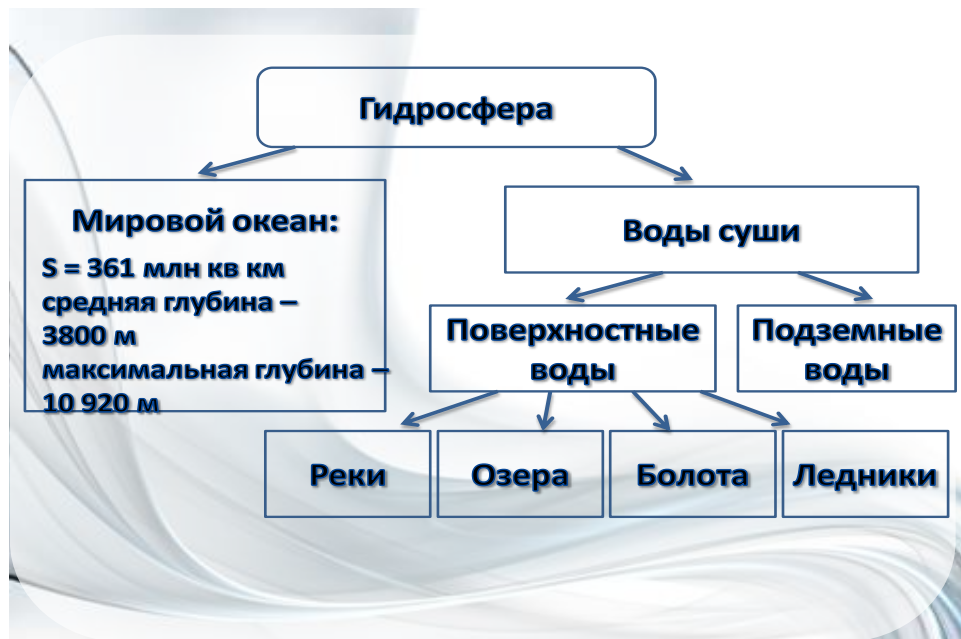 Гидросфера
Мировой океан:
S = 361 млн кв км
средняя глубина –
3800 м
максимальная глубина –
10 920 м
Воды суши
Поверхностные
воды
Подземные
воды
Реки
Озера
Болота
Ледники